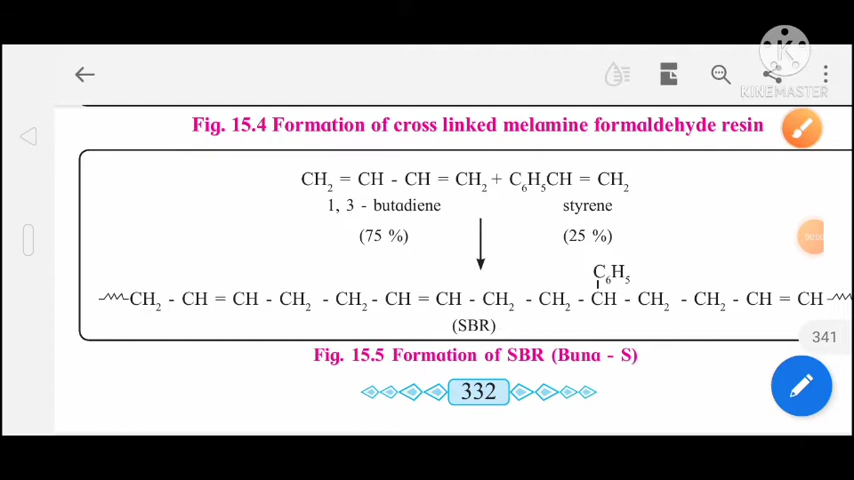 KINEMASTER
Fig. 15.4 Formation of cross linked melamine formaldehyde resin
CH₂ = CH - CH = CH₂ + C₆H₅CH = CH₂
1, 3 - butadiene styrene
(75 %) (25 %)
C₆H₅
CH₂ - CH = CH - CH₂ - CH₂ - CH = CH - CH₂ - CH₂ - CH - CH₂ - CH₂ - CH = CH
(SBR)
341
Fig. 15.5 Formation of SBR (Buna - S)
332